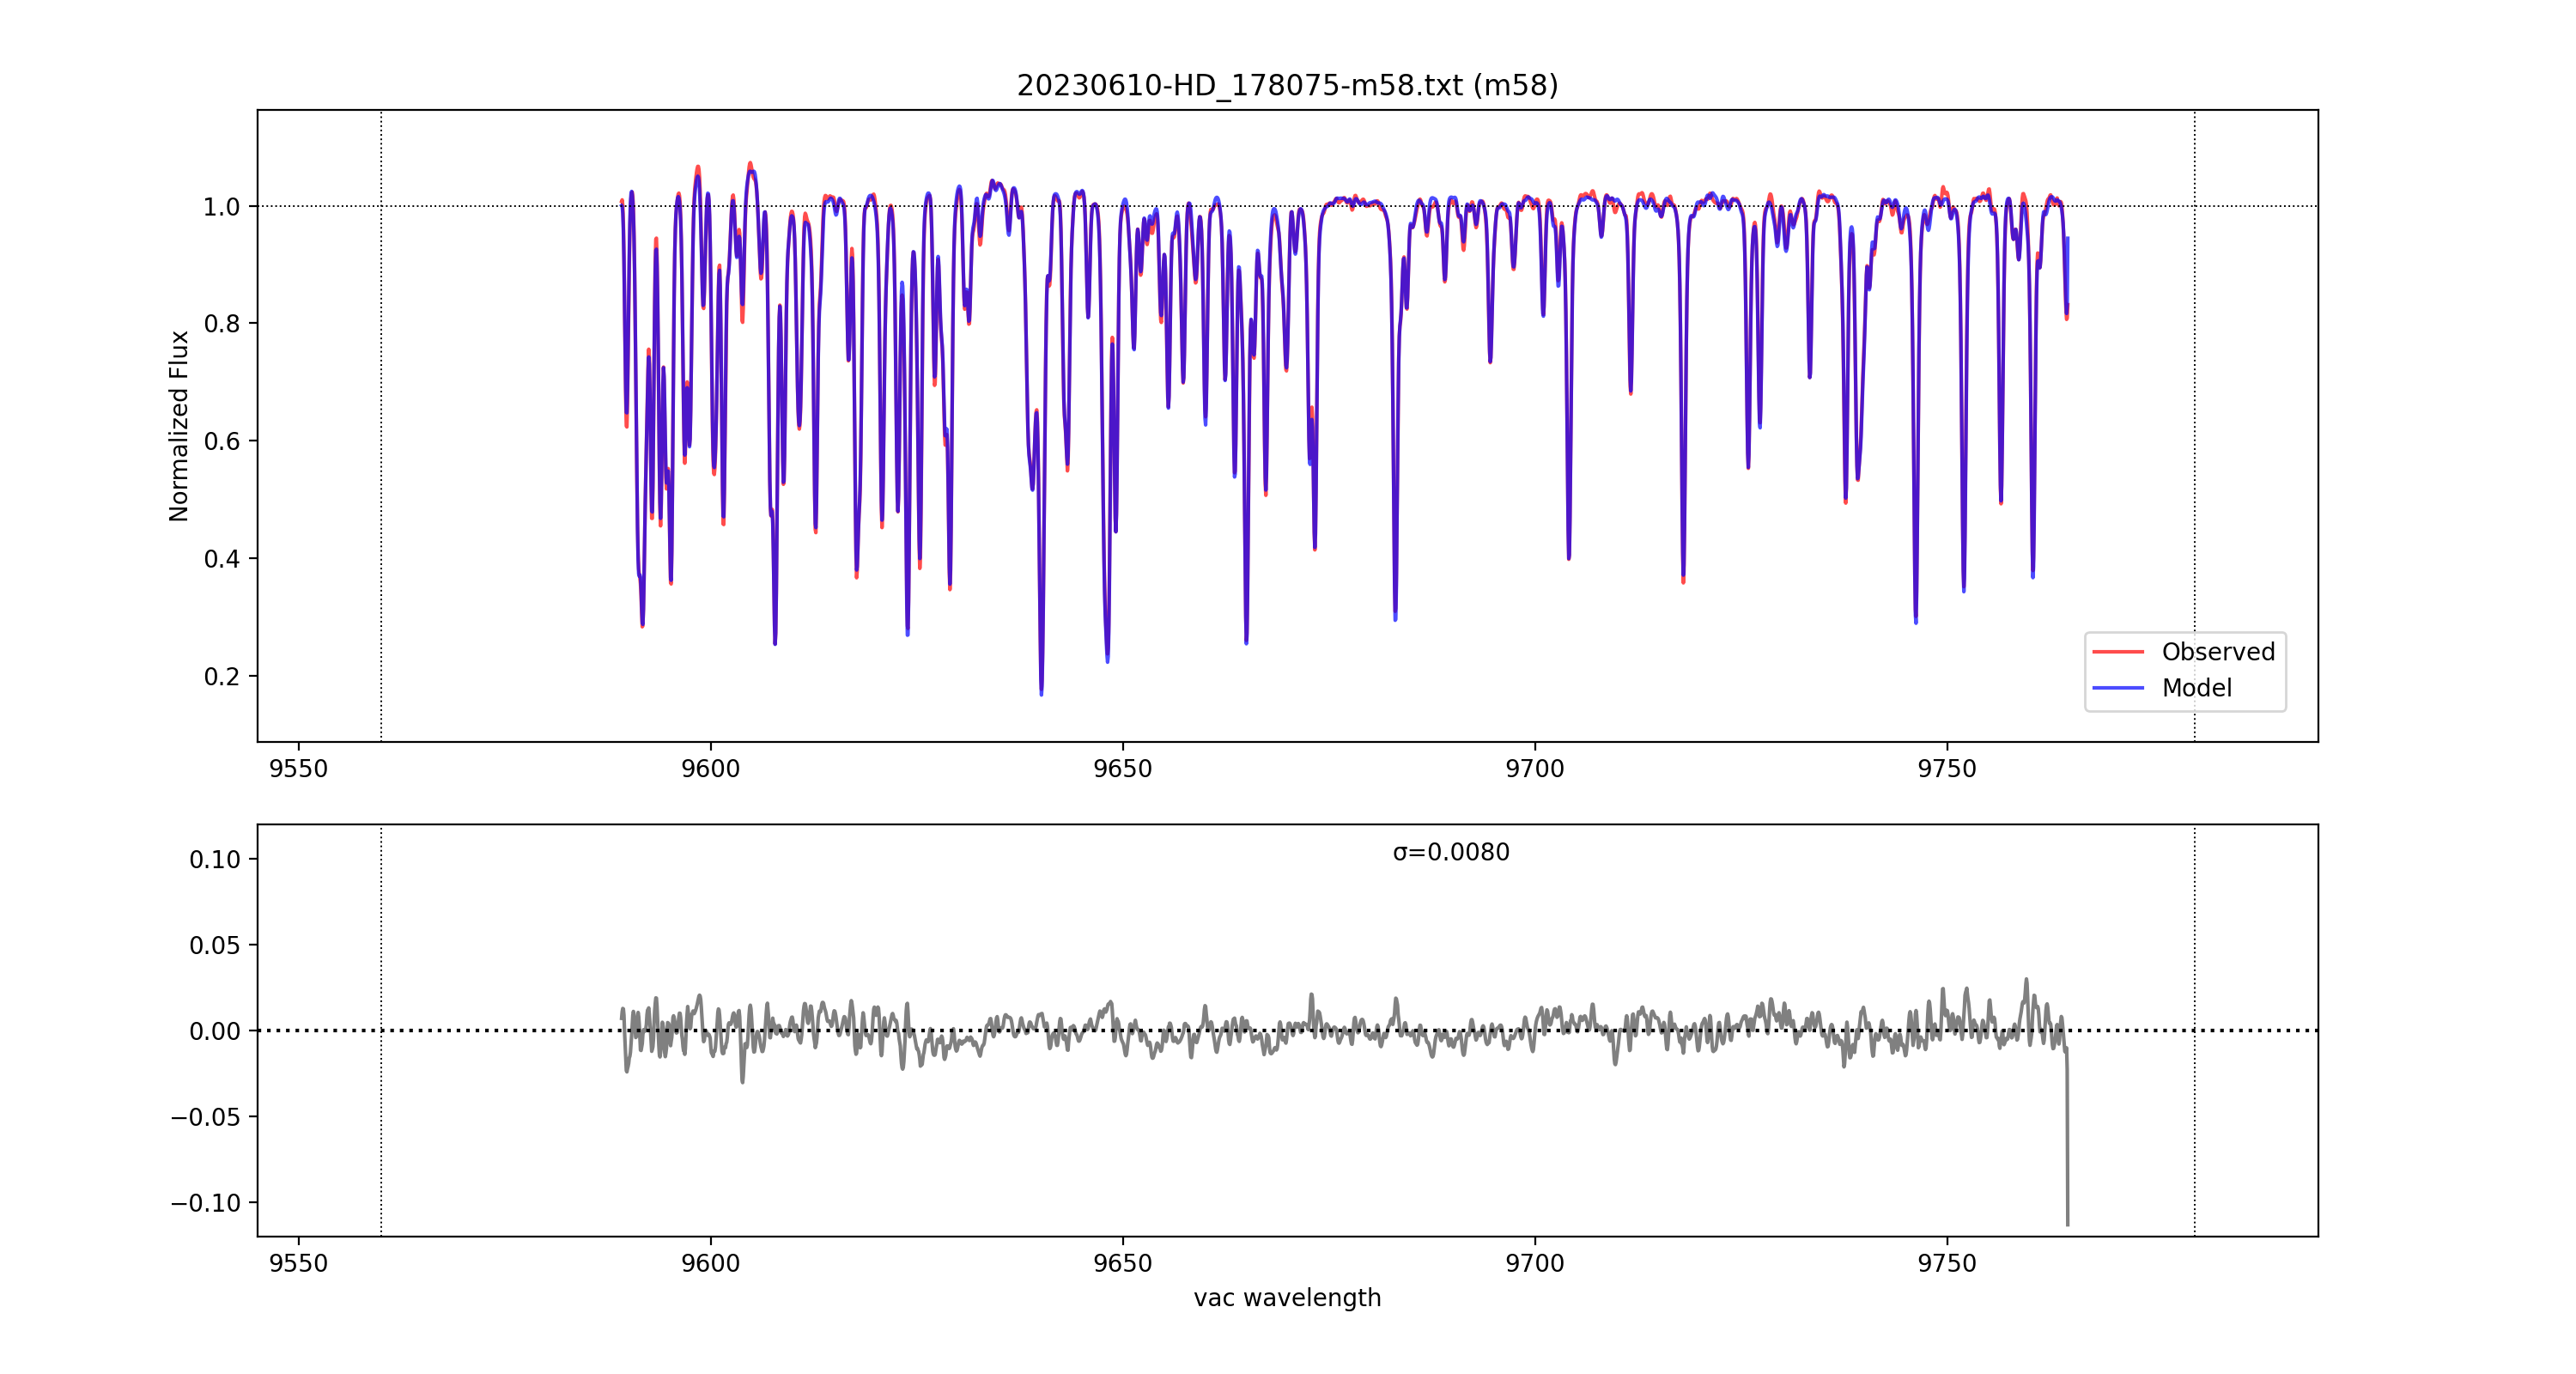 20230610-HD_178075-m58.txt (m58)
Normalized Flux
1.0
0.8
0.6
0.4
0.2
Observed
Model
9550 9600 9650 9700 9750
σ=0.0080
0.10
0.05
0.00
−0.05
−0.10
9550 9600 9650 9700 9750
vac wavelength